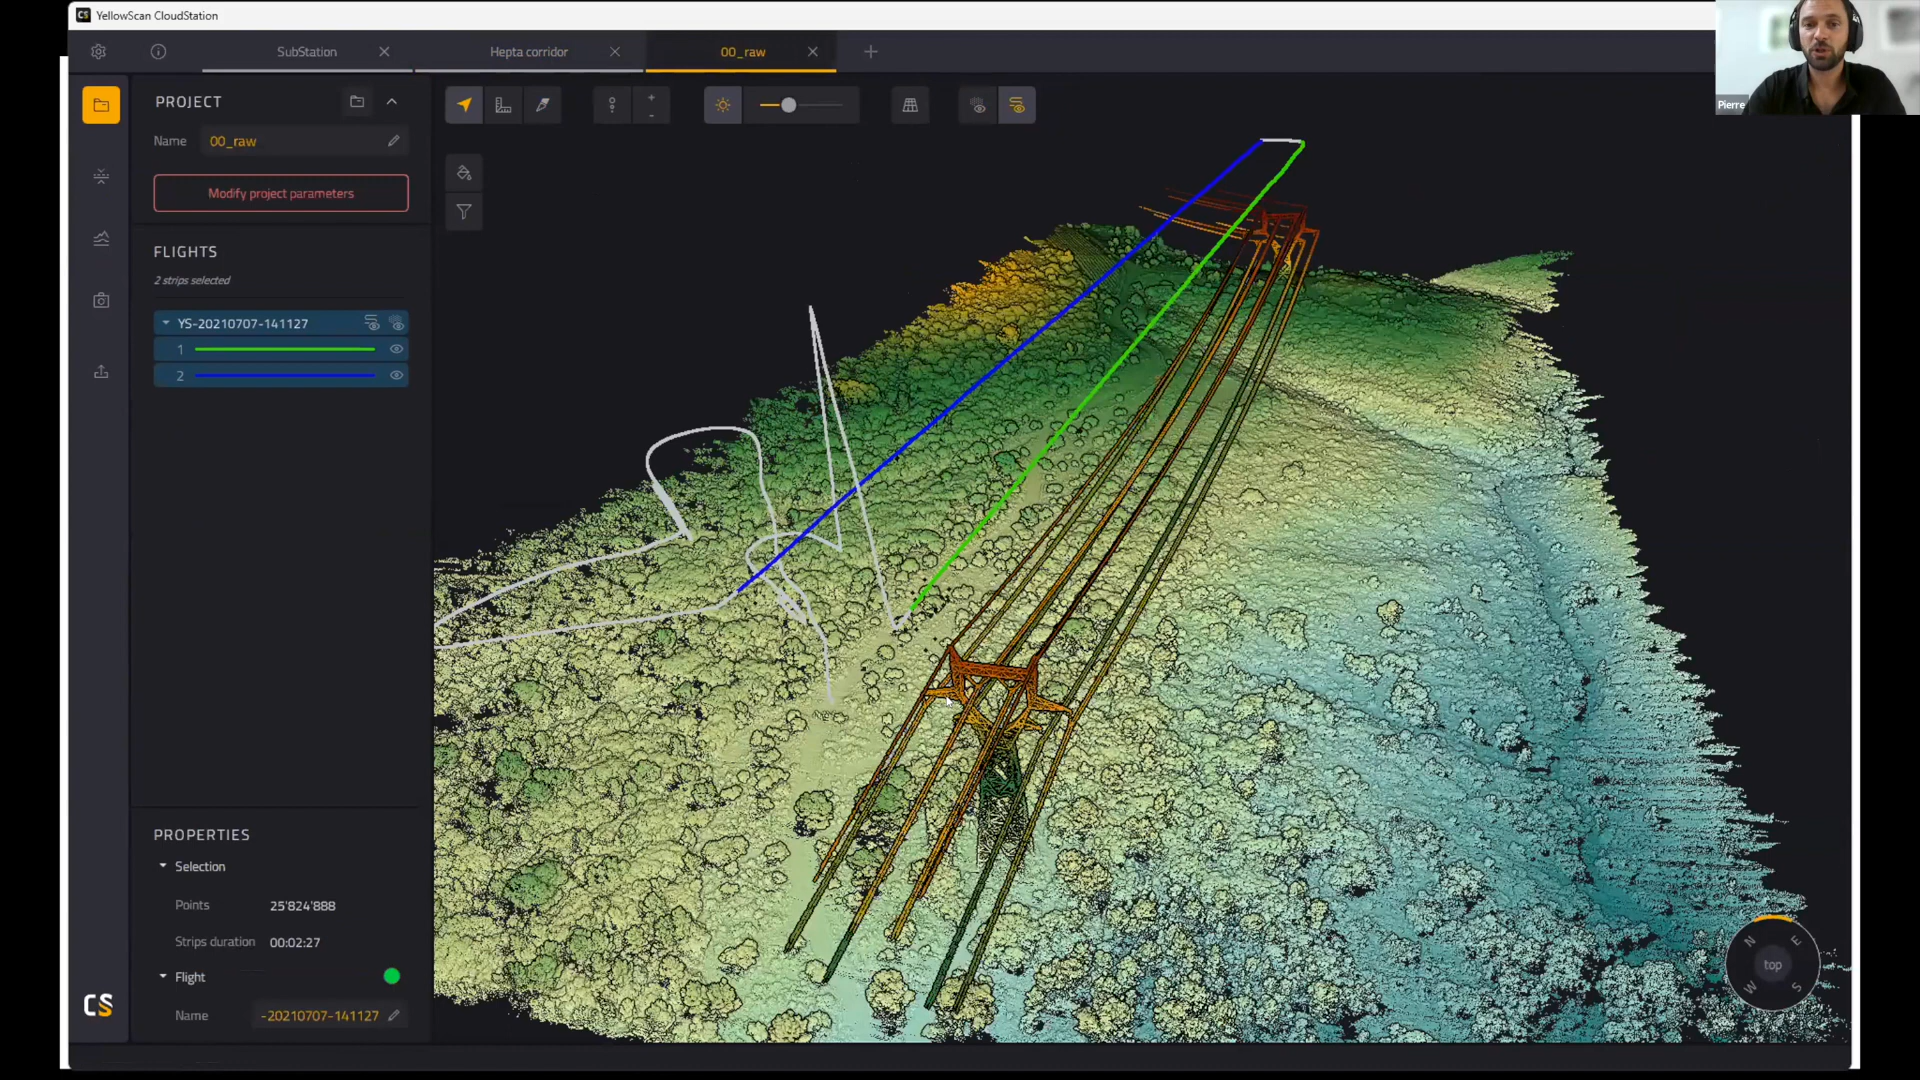 YellowScan CloudStation
SubStation
Hepta corridor
00_raw
Pierre
PROJECT
Name 00_raw
Modify project parameters
FLIGHTS
2 strips selected
YS-20210707-141127
1
2
PROPERTIES
Selection
Points 25'824'888
Strips duration 00:02:27
Flight
Name -20210707-141127
CS
N E
top
W S